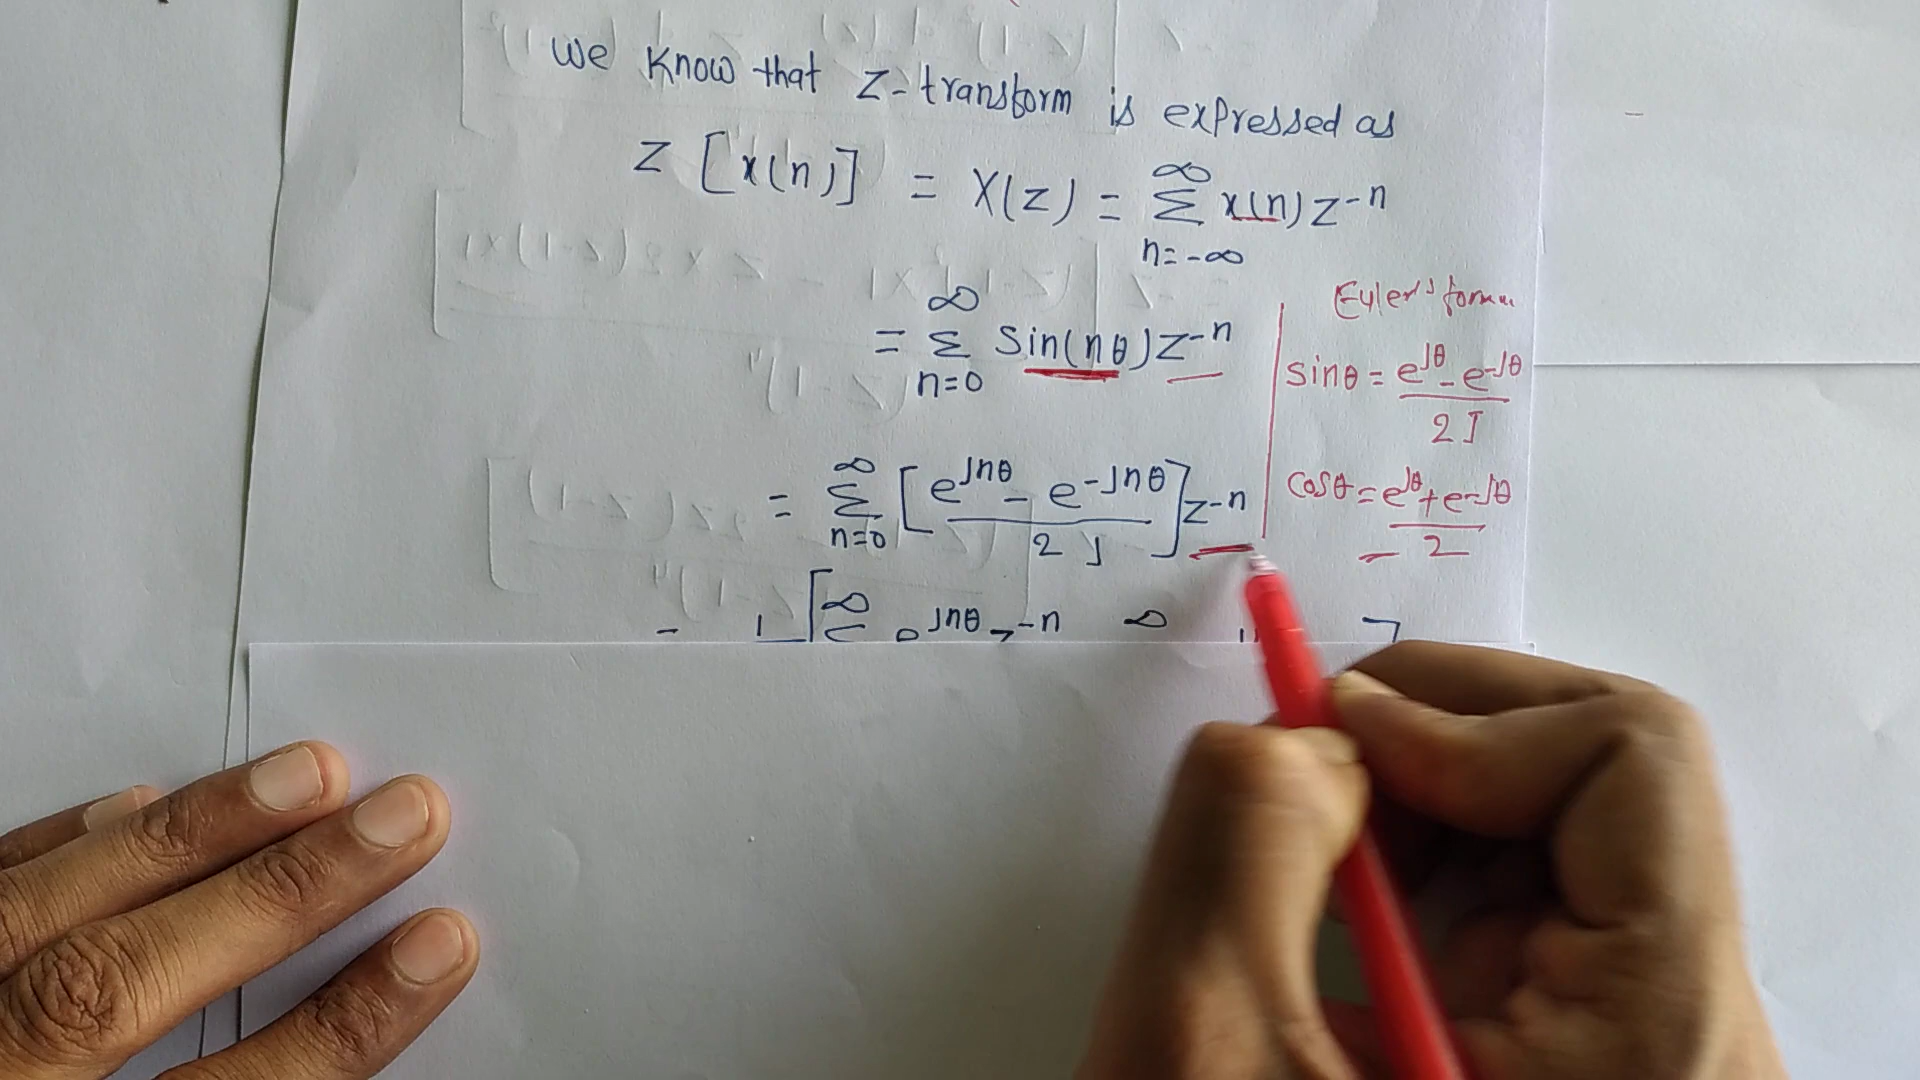 We know that Z-transform is expressed as
Z [x(n)] = X(z) = ∞ Σ n=-∞ x(n) z^-n
= ∞ Σ n=0 Sin(nθ) z^-n
Euler's
sinθ = e^jθ - e^-jθ / 2J
cosθ = e^jθ + e^-jθ / 2
= ∞ Σ n=0 [e^jnθ - e^-jnθ / 2J] z^-n
∞ e^jnθ z^-n ∞